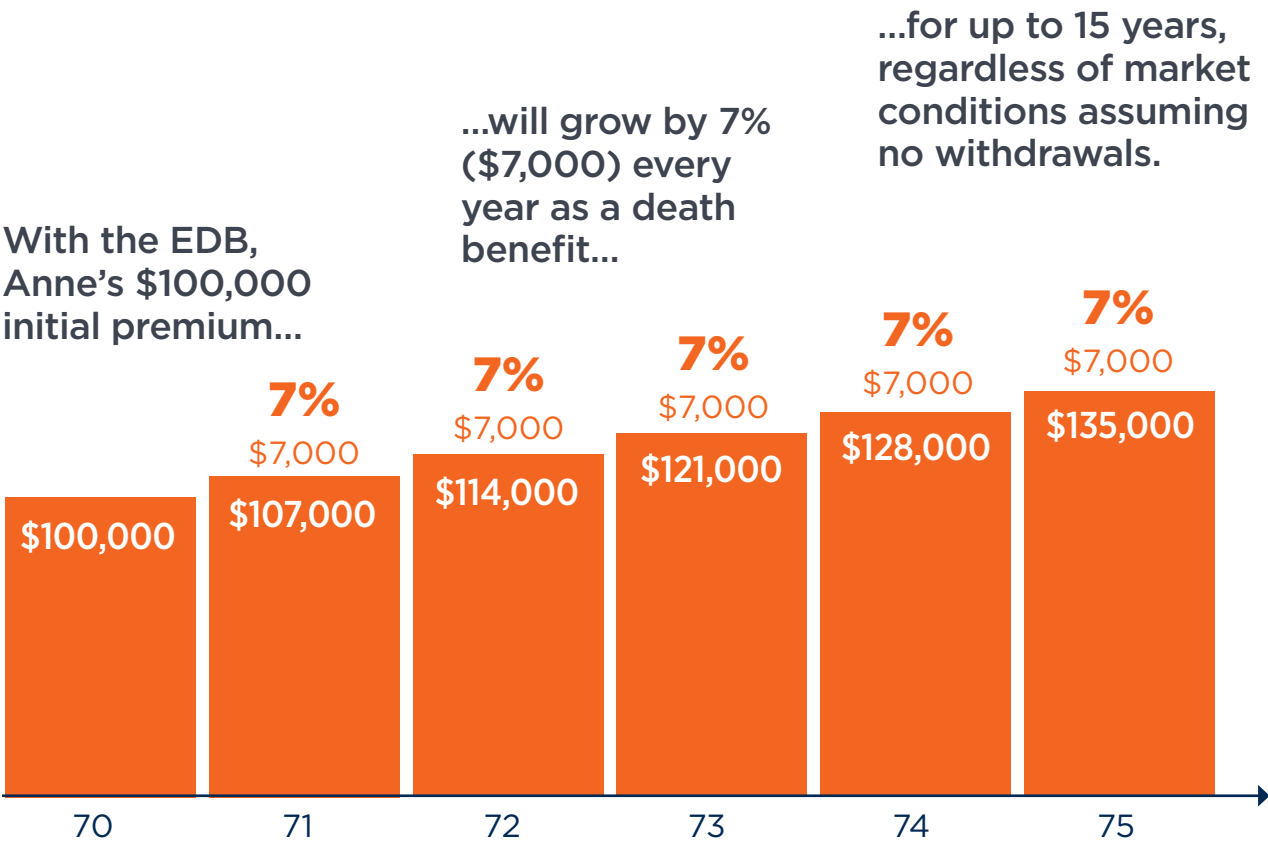 With the EDB,
Anne’s $100,000
initial premium...
...will grow by 7%
($7,000) every
year as a death
benefit...
...for up to 15 years,
regardless of market
conditions assuming
no withdrawals.
$100,000
7%
$7,000
$107,000
7%
$7,000
$114,000
7%
$7,000
$121,000
7%
$7,000
$128,000
7%
$7,000
$135,000
70
71
72
73
74
75